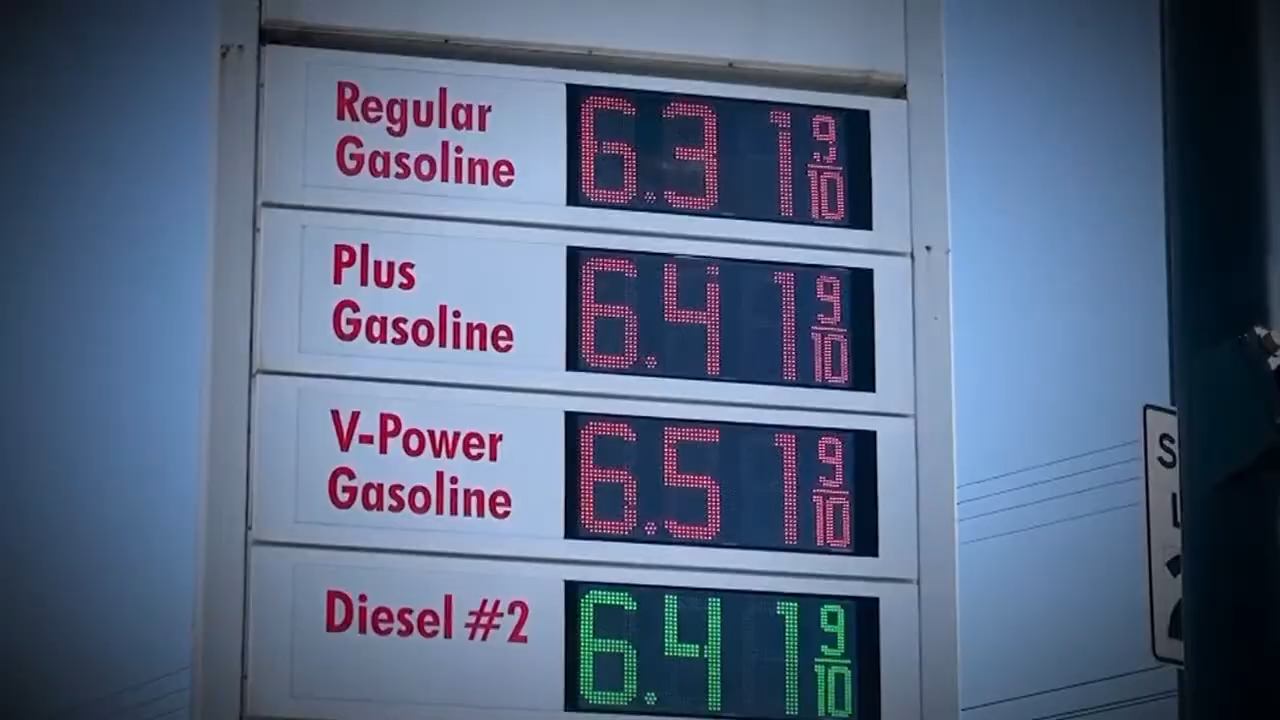 Regular
Gasoline
6.31 9/10
Plus
Gasoline
6.41 9/10
V-Power
Gasoline
6.51 9/10
Diesel #2
6.41 9/10
S